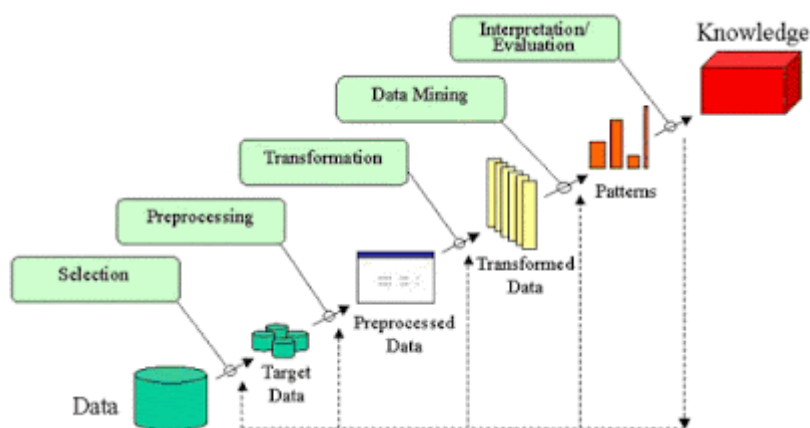 Interpretation/
Evaluation
Knowledge
Data Mining
Transformation
Patterns
Preprocessing
Transformed
Data
Selection
Preprocessed
Data
Target
Data
Data